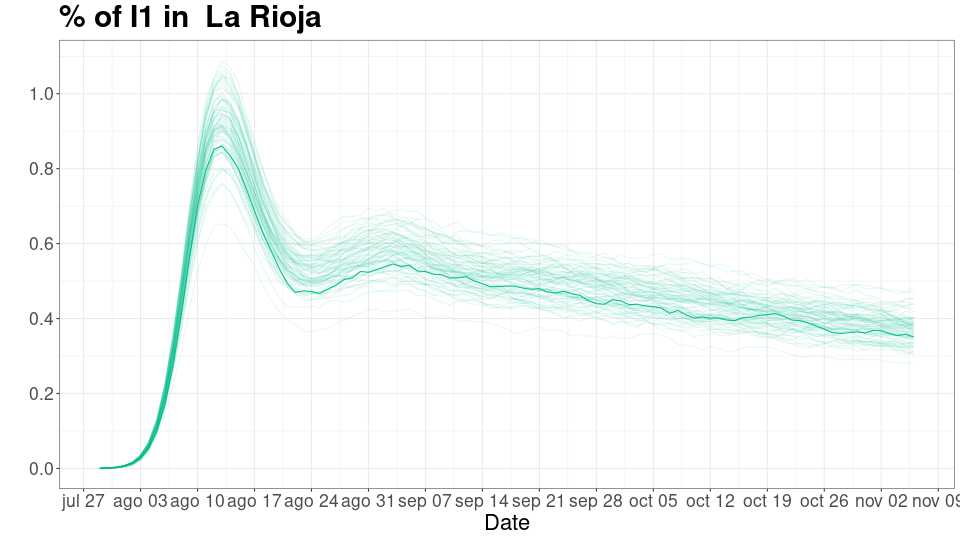 % of I1 in  La Rioja
1.0
0.8
0.6
0.4
0.2
0.0
jul 27 ago 03 ago 10 ago 17 ago 24 ago 31 sep 07 sep 14 sep 21 sep 28 oct 05 oct 12 oct 19 oct 26 nov 02 nov 09
Date